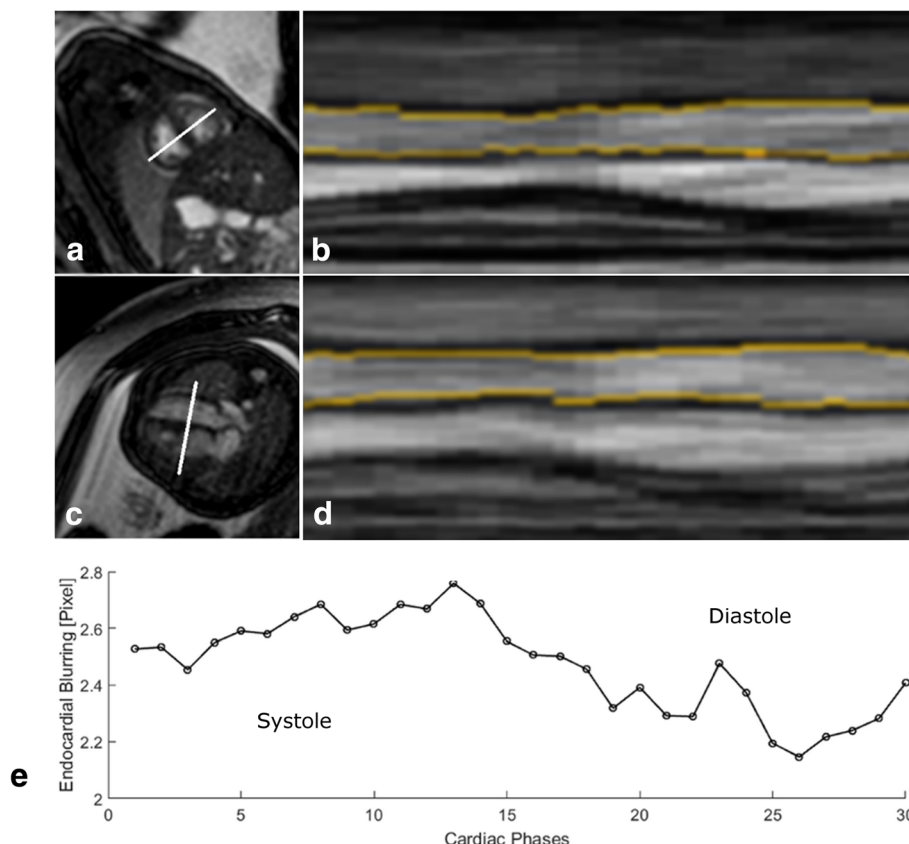 a
b
c
d
e
Endocardial Blurring [Pixel]
2.8
2.6
2.4
2.2
2
Diastole
Systole
0
5
10
15
20
25
30
Cardiac Phases